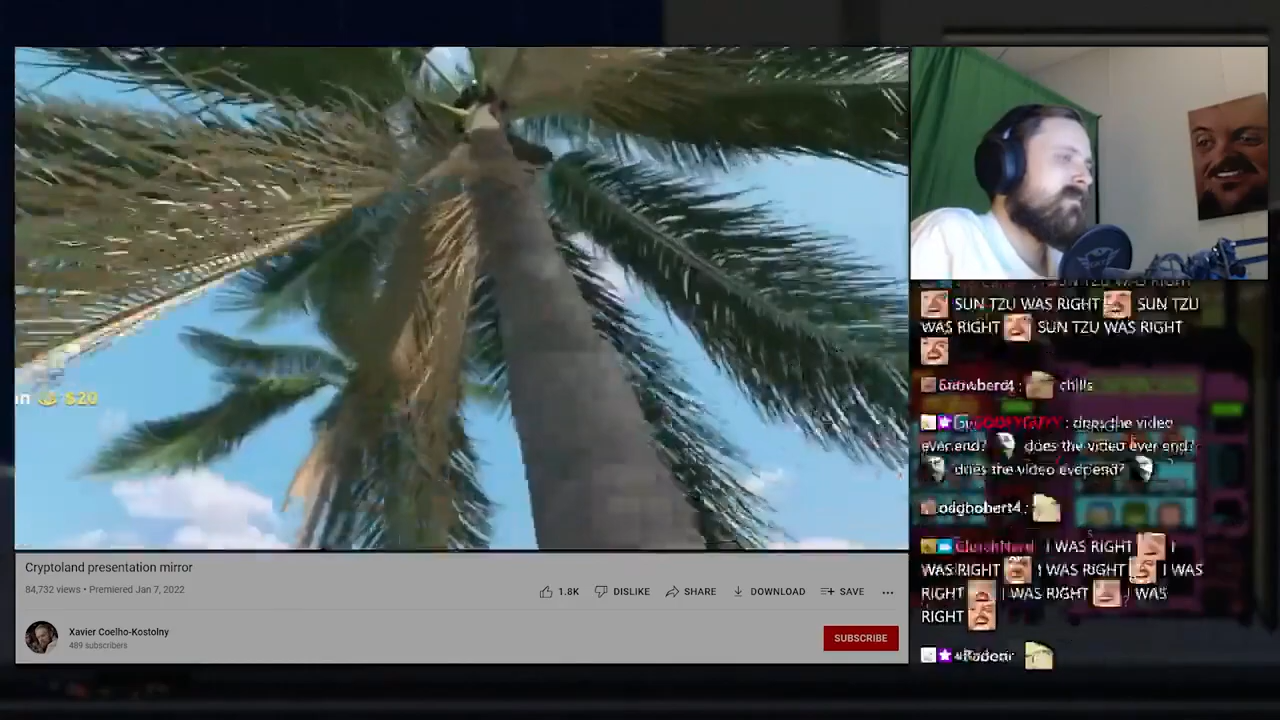 $20
Cryptoland presentation mirror
84,732 views • Premiered Jan 7, 2022
1.8K DISLIKE SHARE DOWNLOAD SAVE
Xavier Coelho-Kostolny
489 subscribers
SUBSCRIBE
SUN TZU WAS RIGHT SUN TZU
WAS RIGHT SUN TZU WAS RIGHT
: chills
: does the video
ever end? does the video ever end?
does the video ever end?
I WAS RIGHT I
WAS RIGHT I WAS RIGHT I WAS
RIGHT I WAS RIGHT I WAS
RIGHT